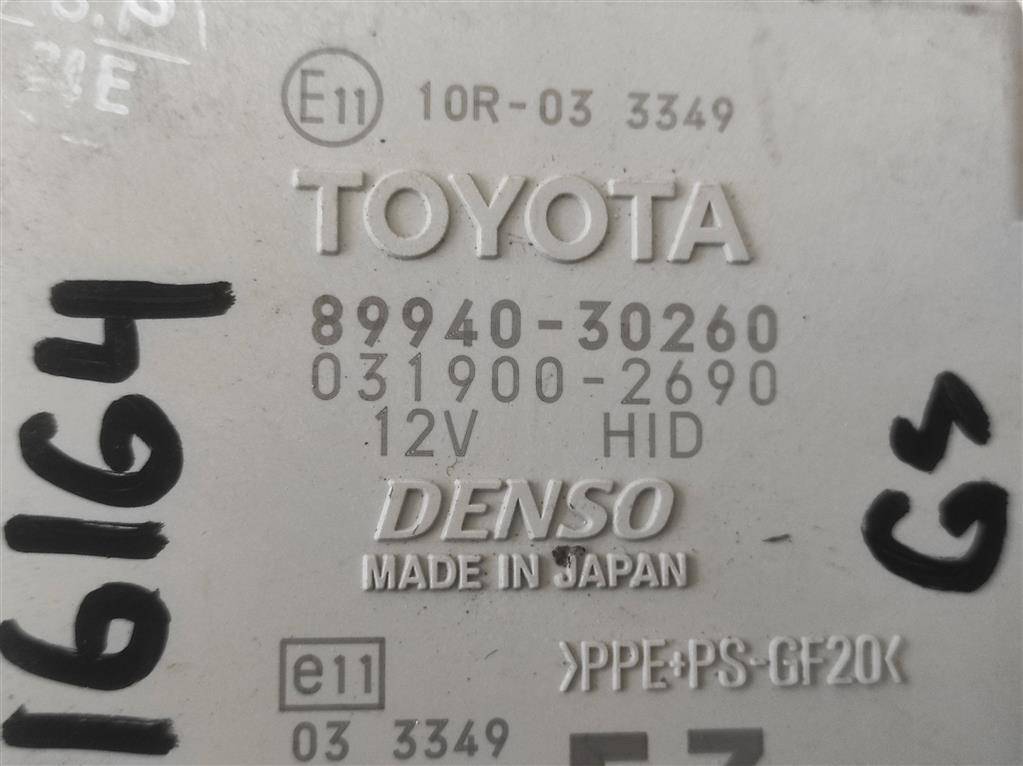 E11 10R-03 3349
TOYOTA
89940-30260
031900-2690
12V HID
DENSO
MADE IN JAPAN
>PPE+PS-GF20<
e11
03 3349
16164
GS